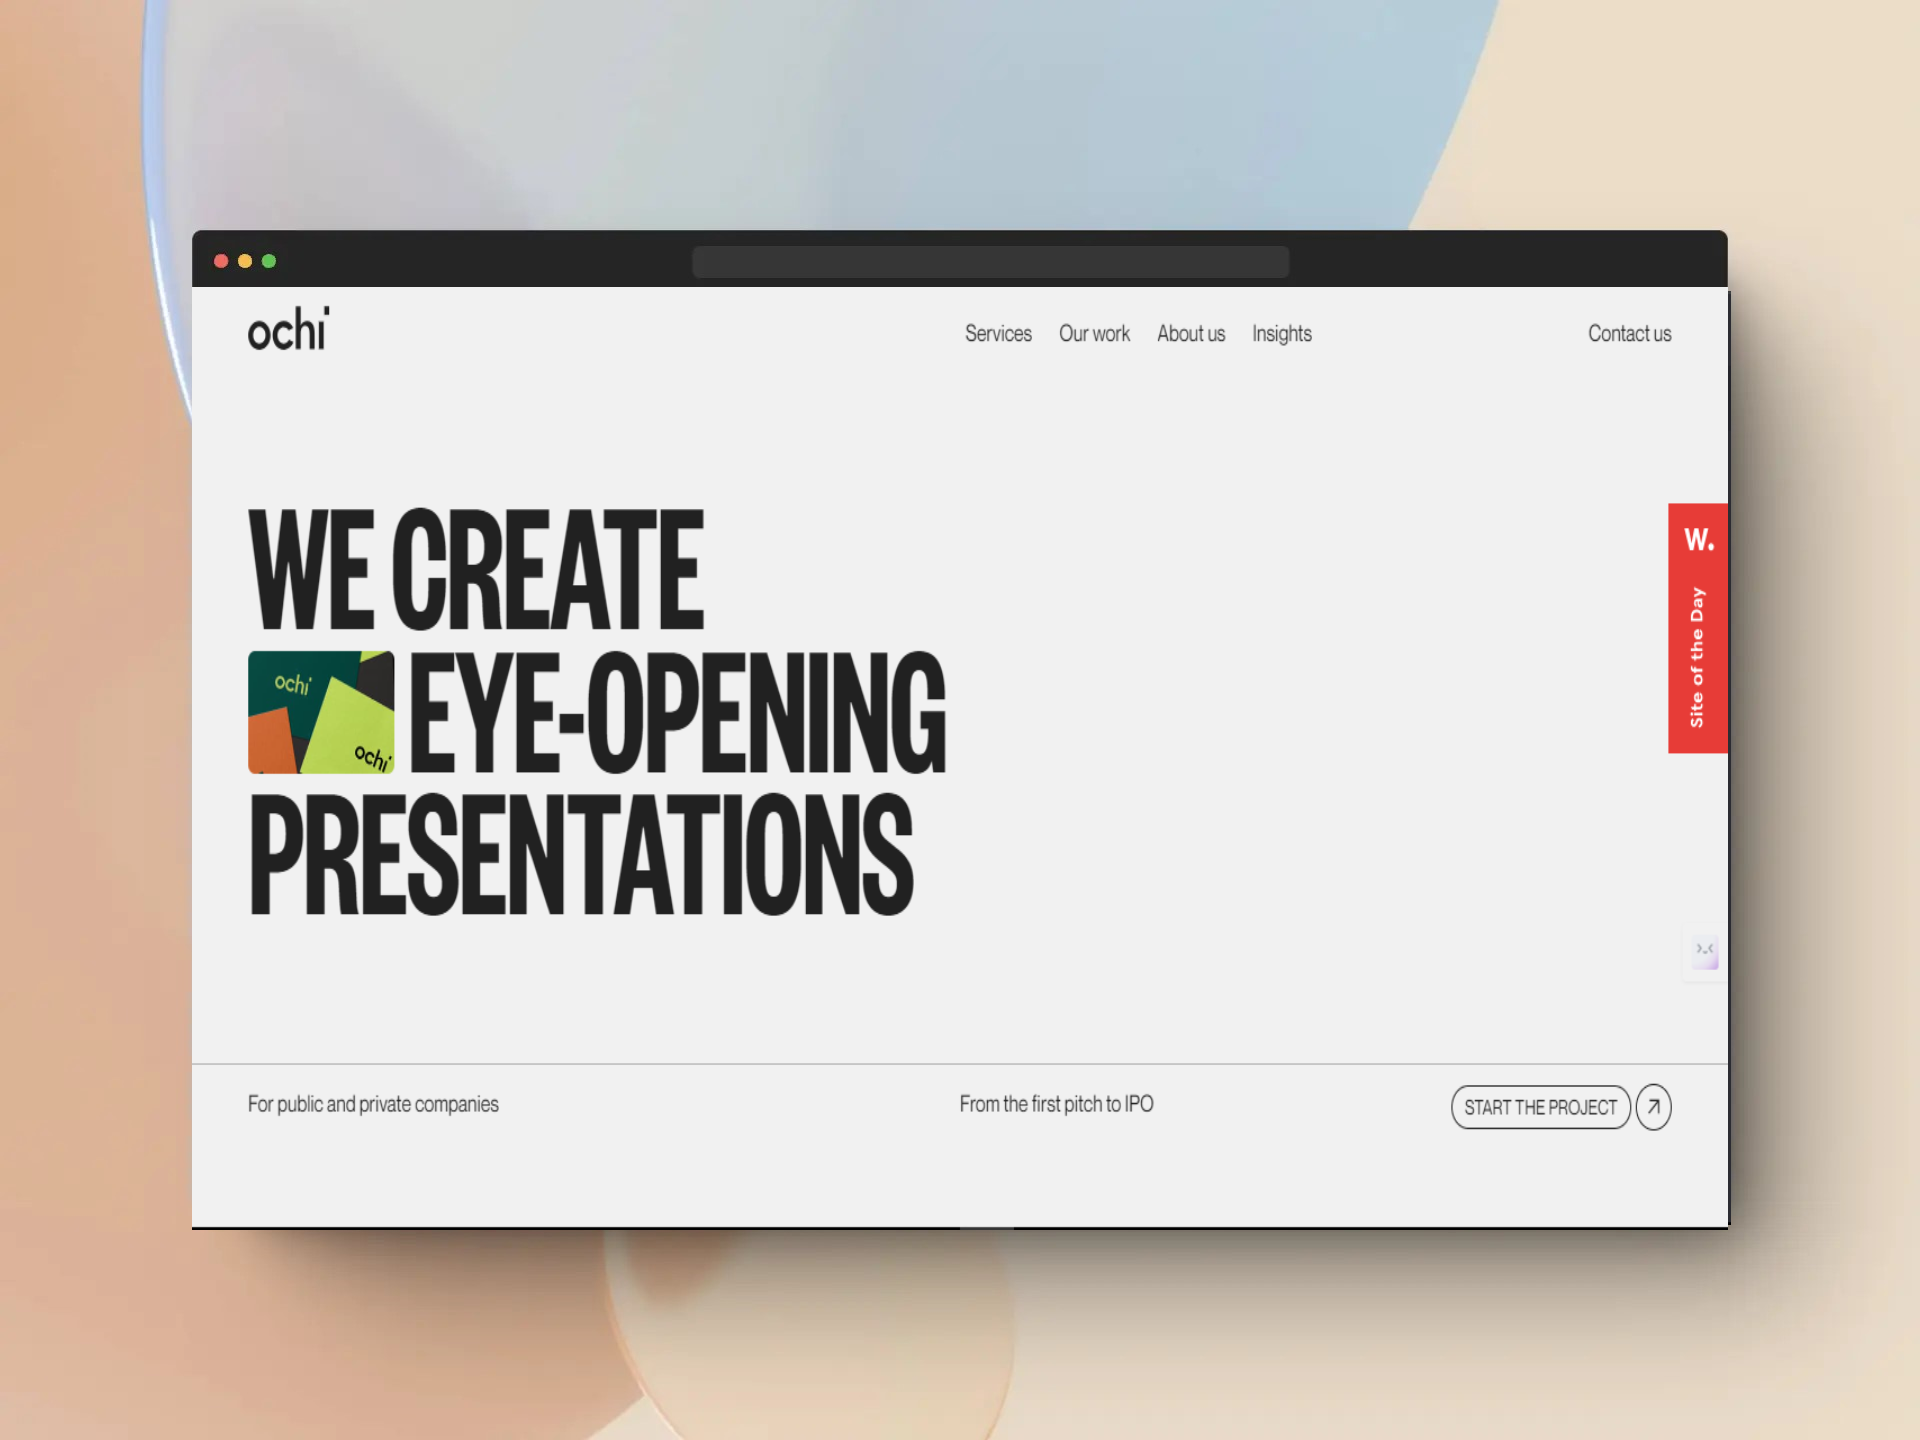 ochi
Services Our work About us Insights Contact us
WE CREATE
ochi
ochi
EYE-OPENING
PRESENTATIONS
W.
Site of the Day
For public and private companies
From the first pitch to IPO
START THE PROJECT